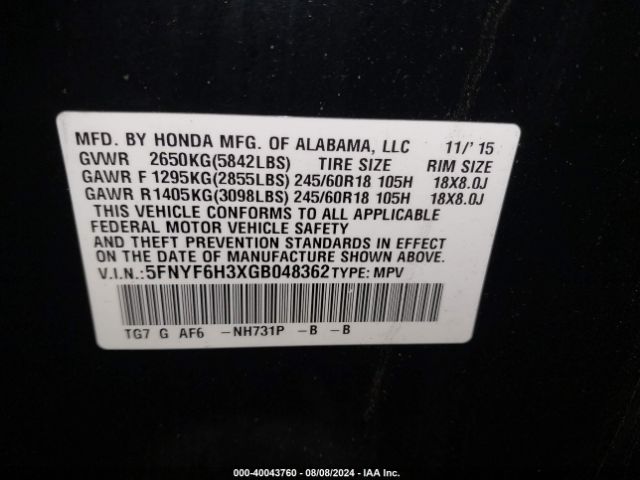 MFD. BY HONDA MFG. OF ALABAMA, LLC 11/'15
GVWR 2650KG(5842LBS) TIRE SIZE RIM SIZE
GAWR F 1295KG(2855LBS) 245/60R18 105H 18X8.0J
GAWR R 1405KG(3098LBS) 245/60R18 105H 18X8.0J
THIS VEHICLE CONFORMS TO ALL APPLICABLE
FEDERAL MOTOR VEHICLE SAFETY
AND THEFT PREVENTION STANDARDS IN EFFECT
ON THE DATE OF MANUFACTURE SHOWN ABOVE.
V.I.N.: 5FNYF6H3XGB048362 TYPE: MPV
TG7 G AF6 -NH731P -B -B
000-40043760 - 08/08/2024 - IAA Inc.